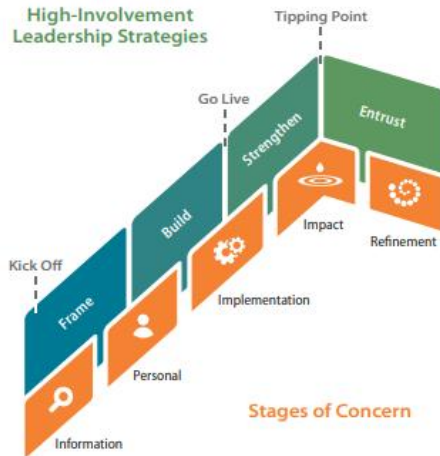 High-Involvement
Leadership Strategies
Tipping Point
Go Live
Kick Off
Frame
Build
Strengthen
Entrust
Information
Personal
Implementation
Impact
Refinement
Stages of Concern